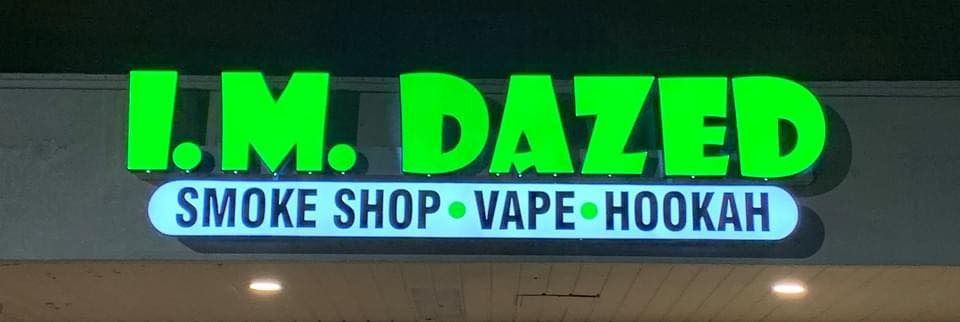 I.M. DAZED
SMOKE SHOP • VAPE • HOOKAH